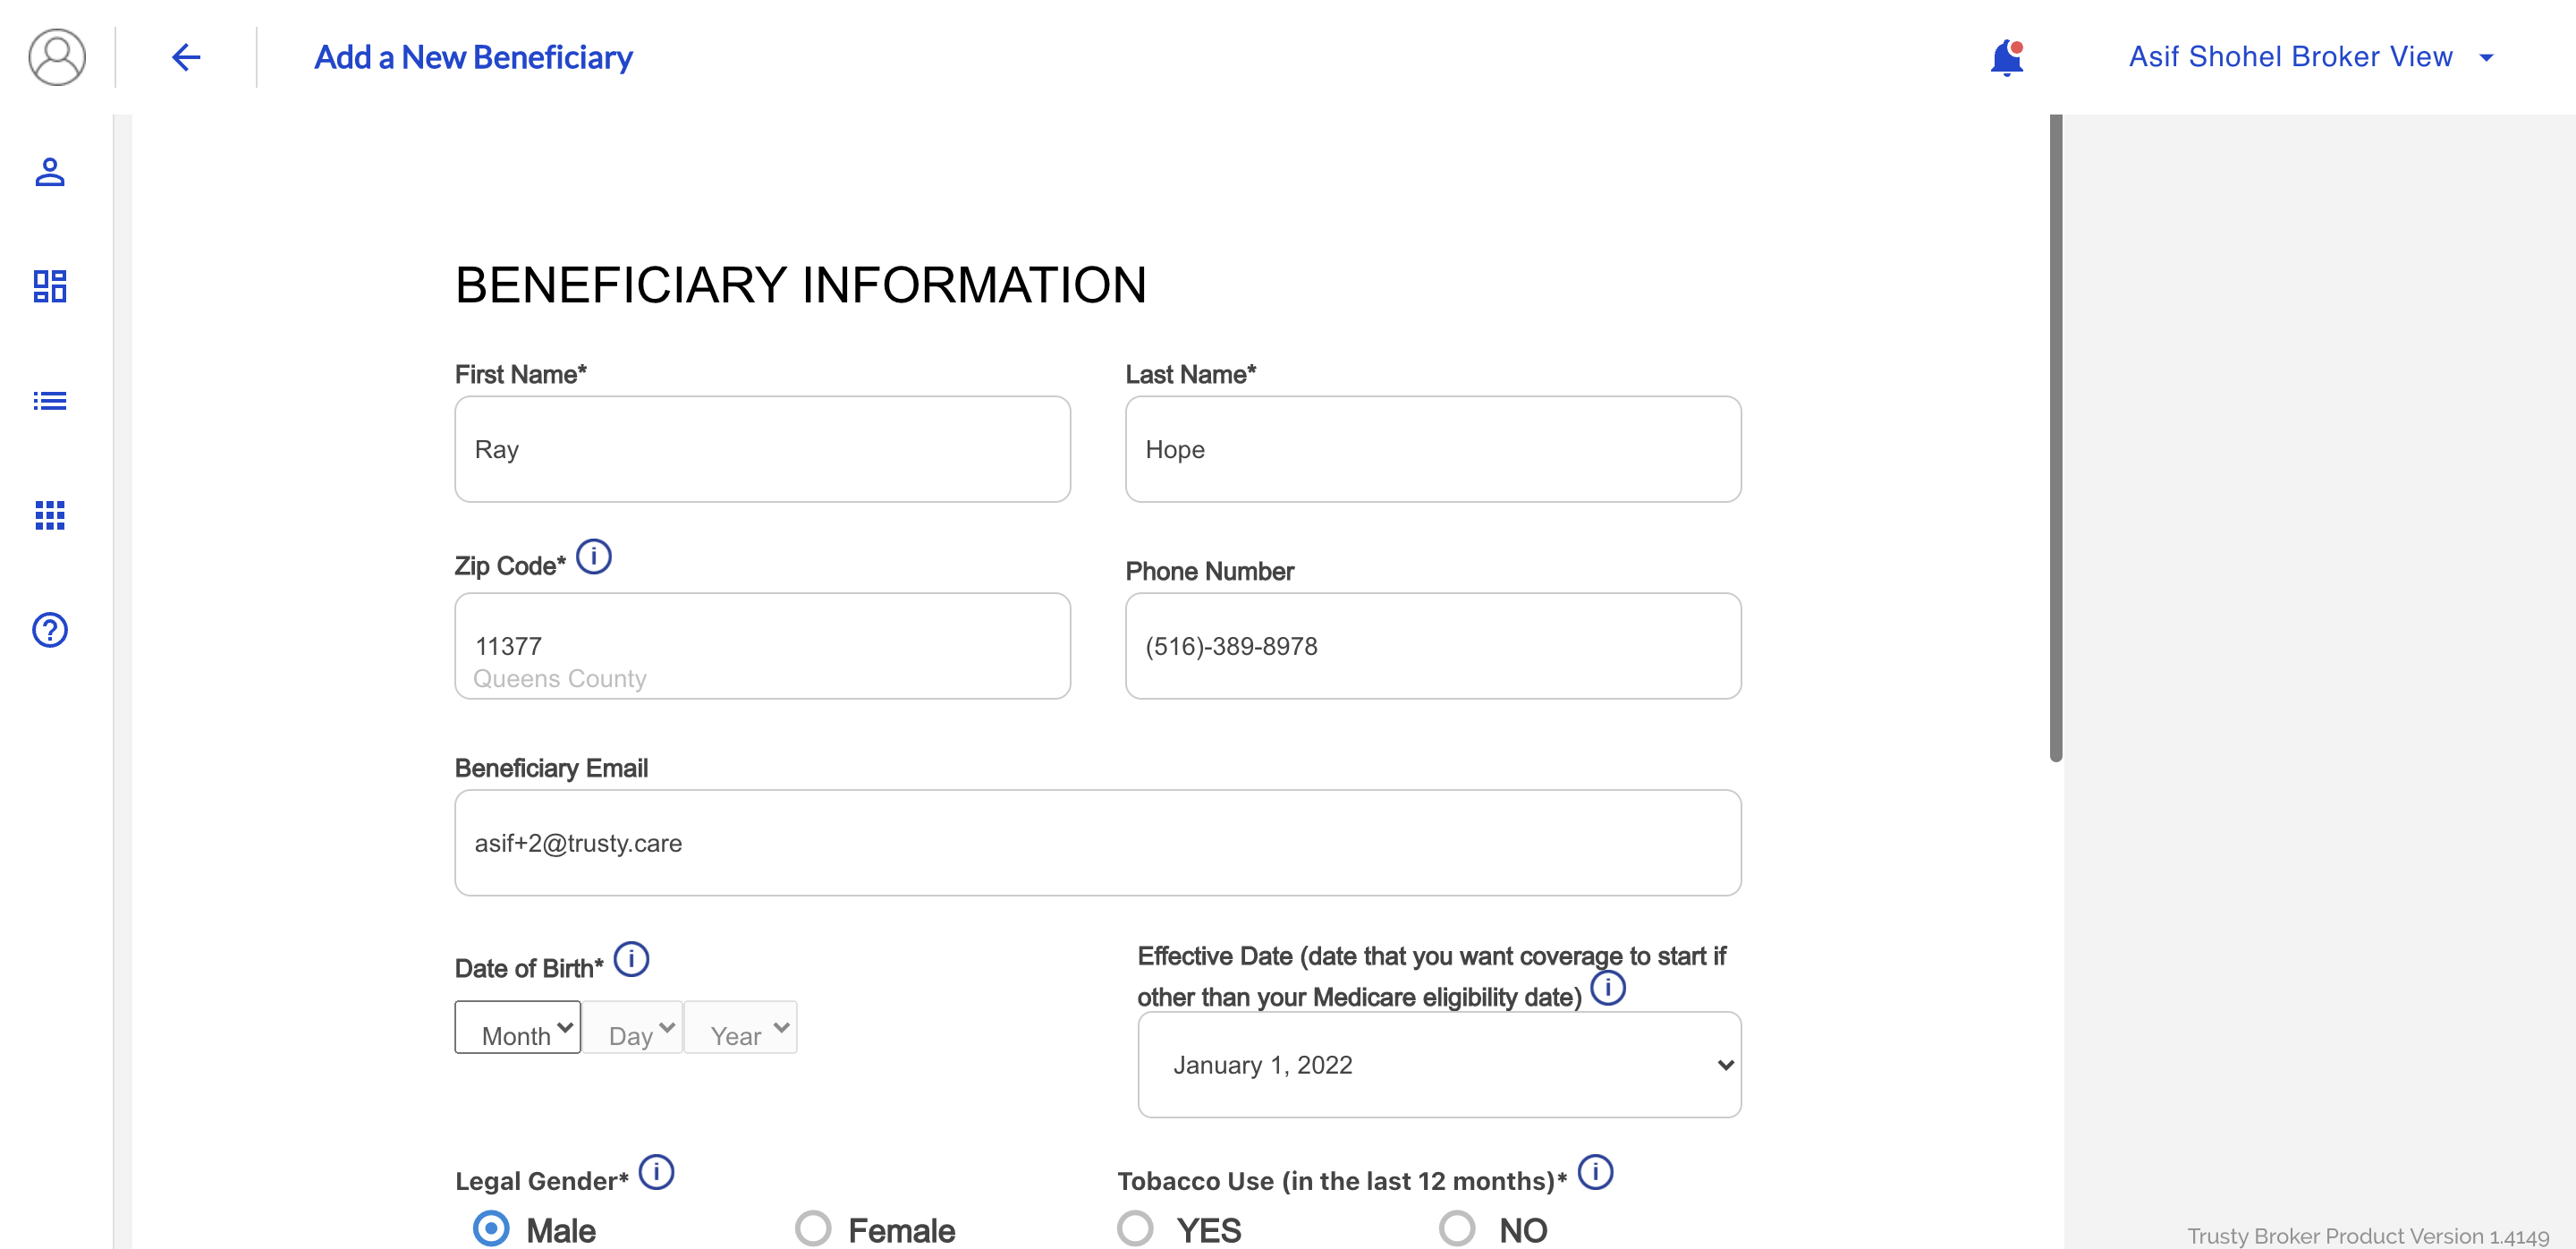 Add a New Beneficiary
Asif Shohel Broker View
BENEFICIARY INFORMATION
First Name*
Last Name*
Ray
Hope
Zip Code* i
Phone Number
11377
Queens County
(516)-389-8978
Beneficiary Email
asif+2@trusty.care
Date of Birth* i
Effective Date (date that you want coverage to start if
other than your Medicare eligibility date) i
Month Day Year
January 1, 2022
Legal Gender* i
Tobacco Use (in the last 12 months)* i
Male Female YES NO
Trusty Broker Product Version 1.4149